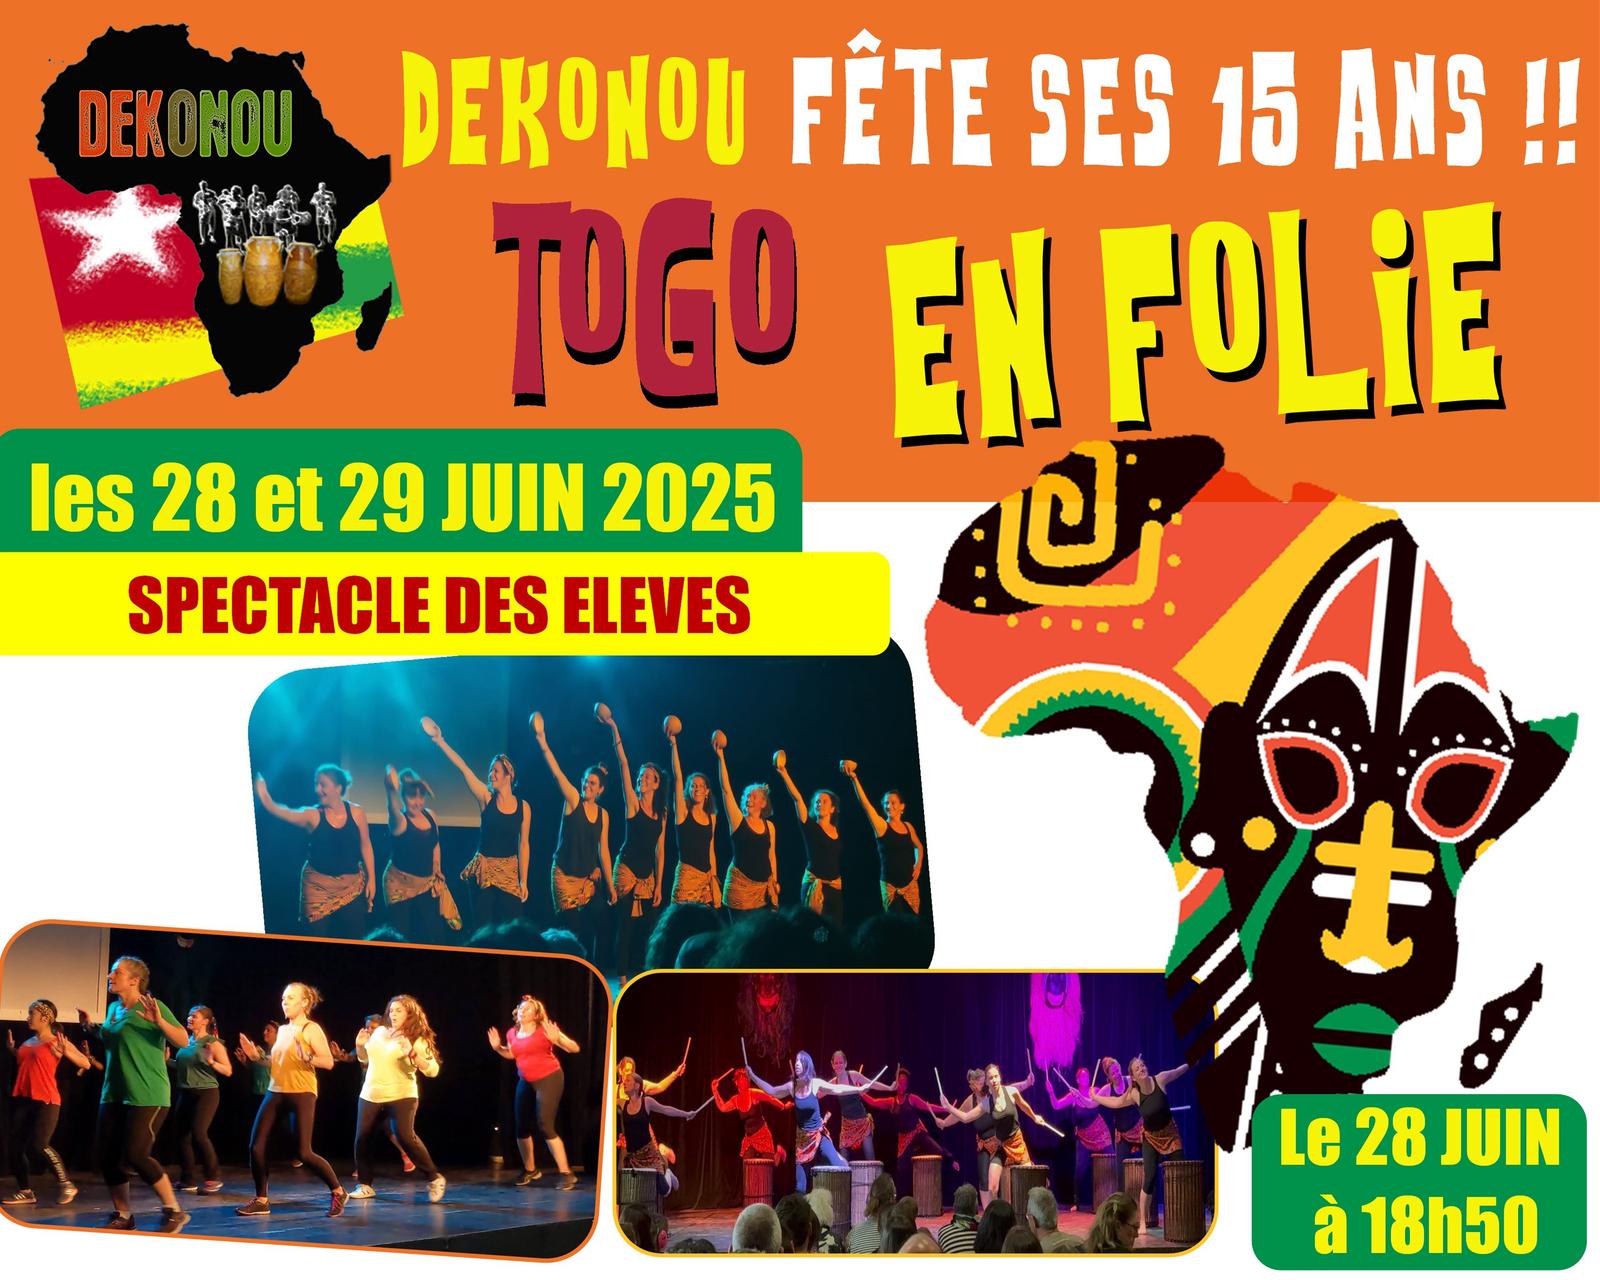 DEKONOU
DEKONOU FÊTE SES 15 ANS !!
TOGO EN FOLIE
les 28 et 29 JUIN 2025
SPECTACLE DES ELEVES
Le 28 JUIN
à 18h50